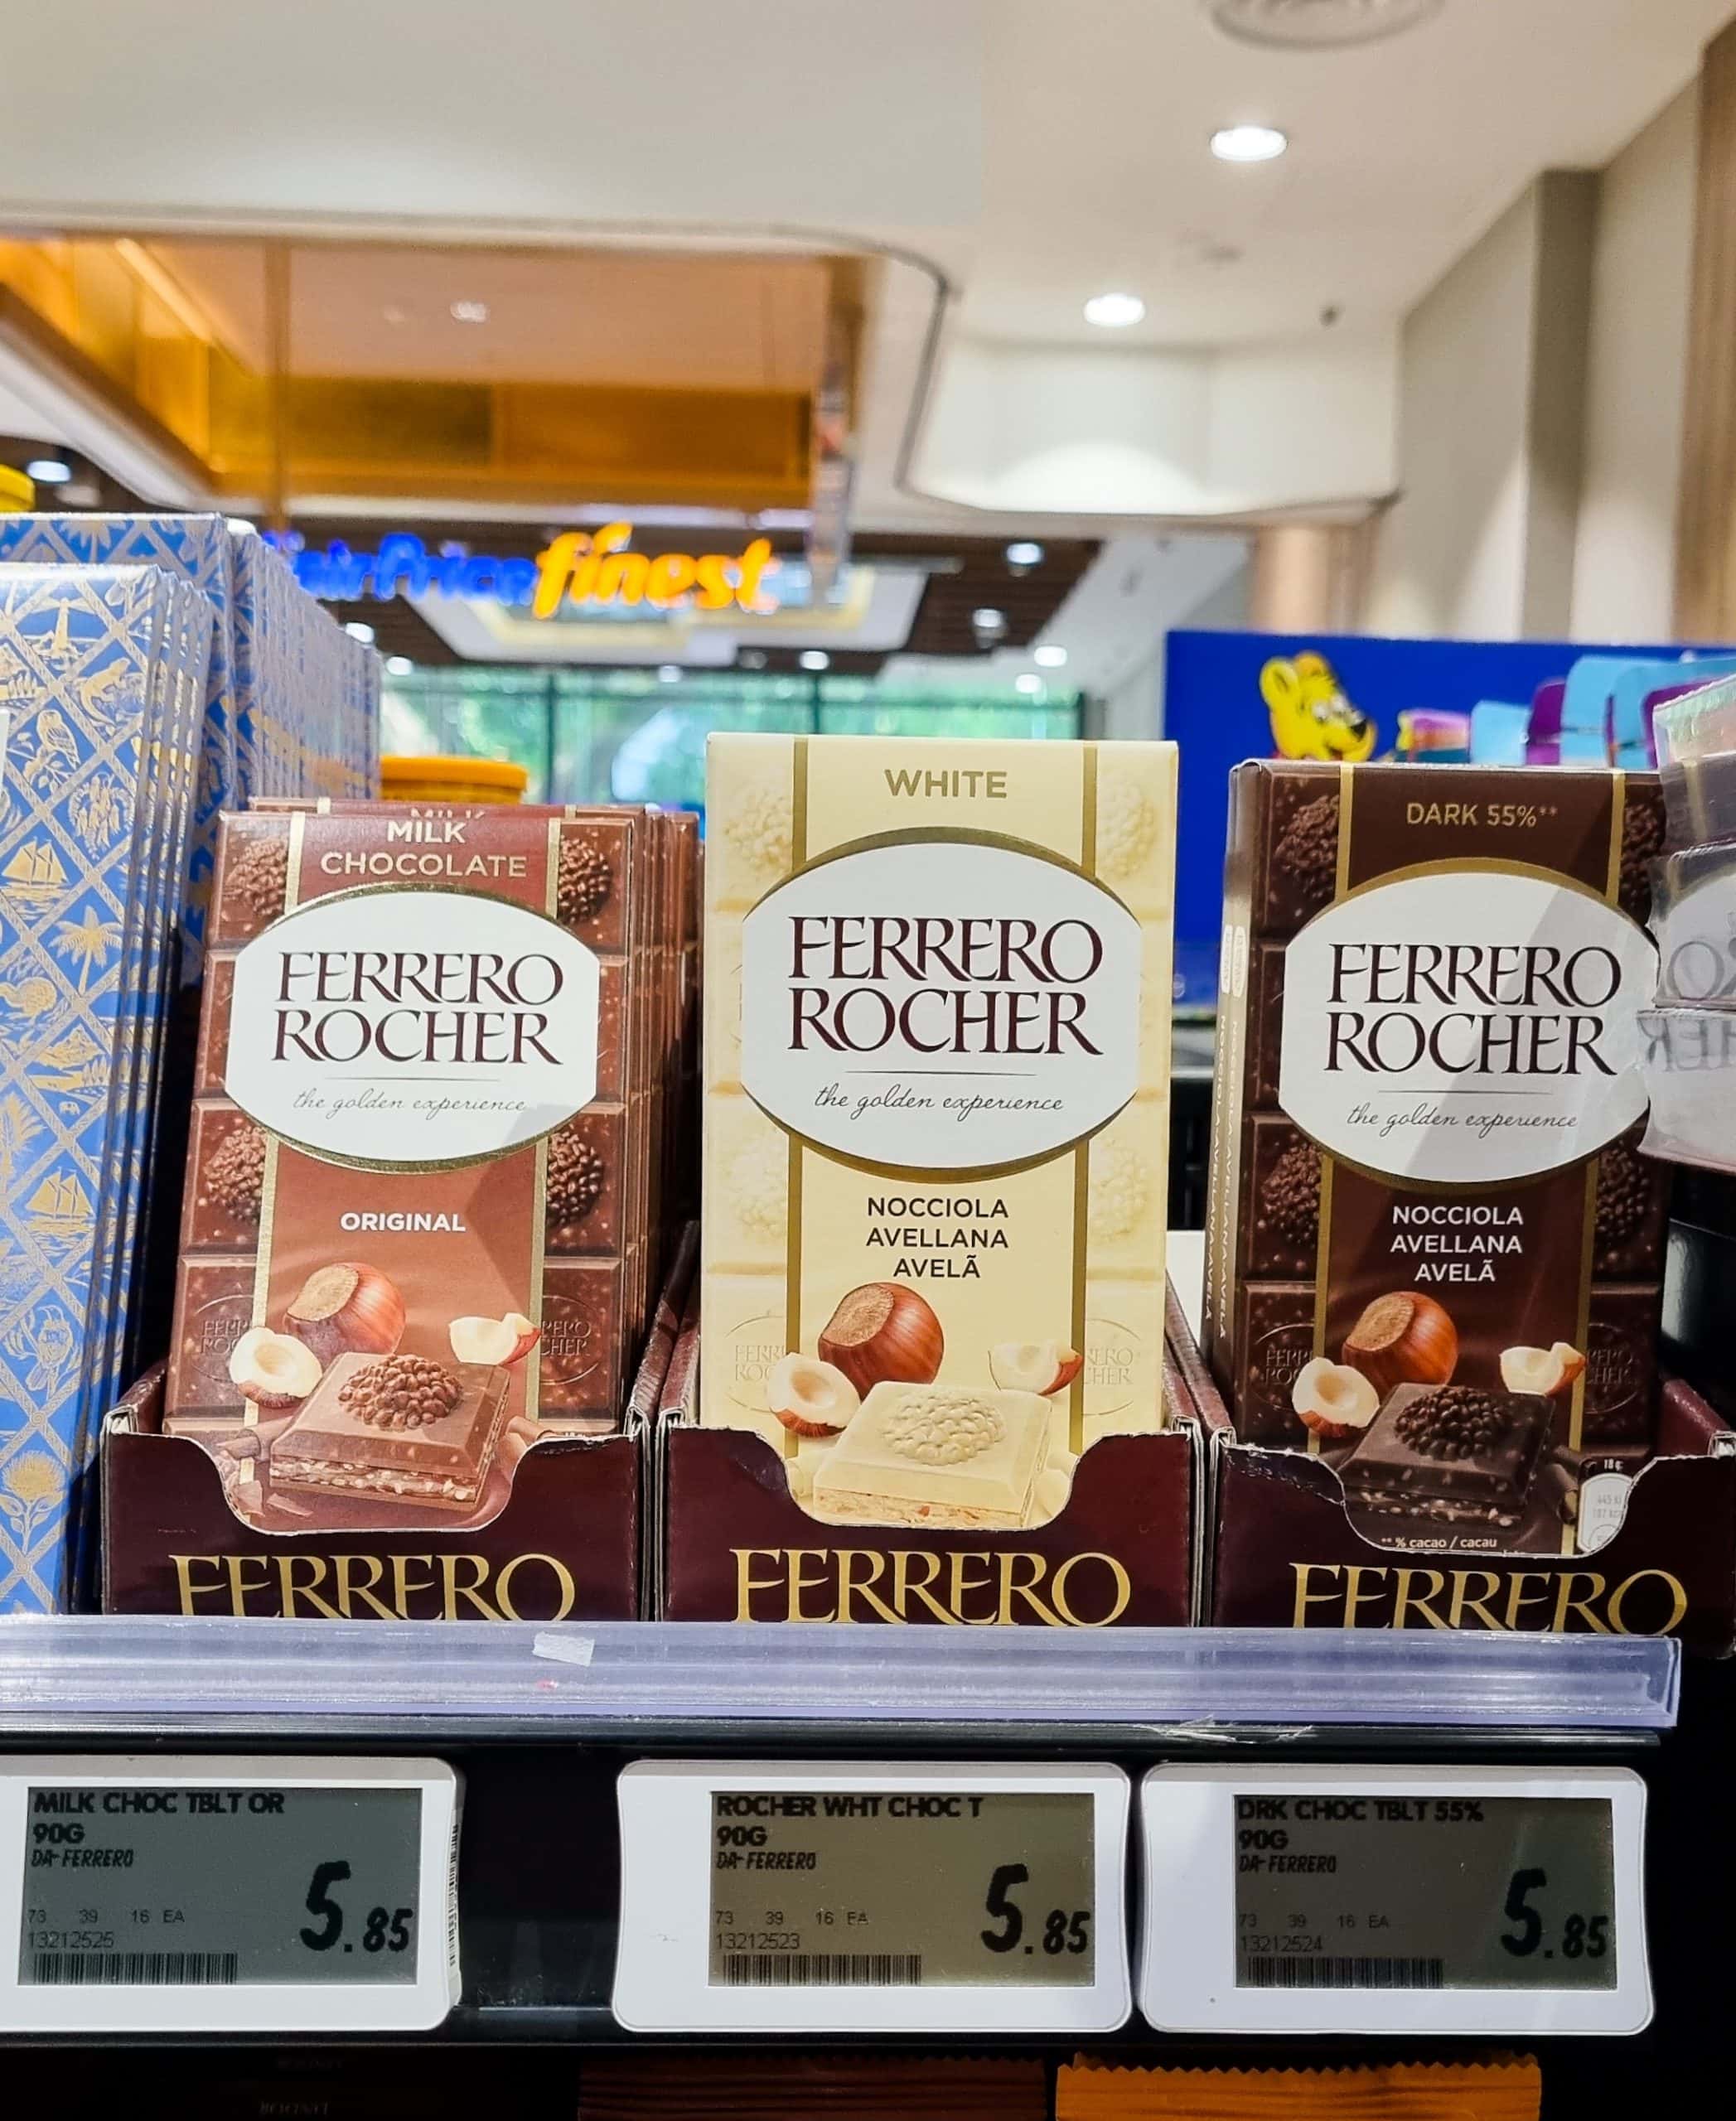 finest
MILK
CHOCOLATE
FERRERO
ROCHER
the golden experience
ORIGINAL
WHITE
FERRERO
ROCHER
the golden experience
NOCCIOLA
AVELLANA
AVELÃ
DARK 55%**
FERRERO
ROCHER
the golden experience
NOCCIOLA
AVELLANA
AVELÃ
** % cacao / cacau
FERRERO
FERRERO
FERRERO
MILK CHOC TBLT OR
90G
DA-FERRERO
5.85
73 39 16 EA
13212525
ROCHER WHT CHOC T
90G
DA-FERRERO
5.85
73 39 16 EA
13212523
DRK CHOC TBLT 55%
90G
DA-FERRERO
5.85
73 39 16 EA
13212524